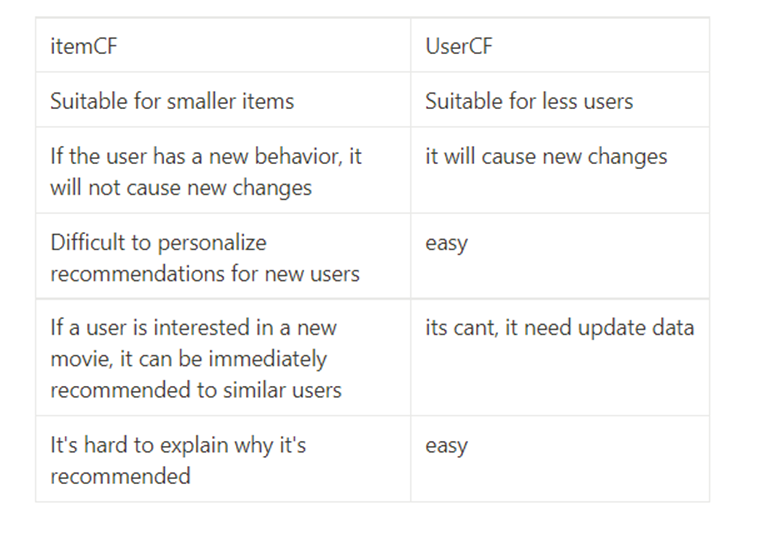 itemCF
UserCF
Suitable for smaller items
Suitable for less users
If the user has a new behavior, it
will not cause new changes
it will cause new changes
Difficult to personalize
recommendations for new users
easy
If a user is interested in a new
movie, it can be immediately
recommended to similar users
its cant, it need update data
It's hard to explain why it's
recommended
easy